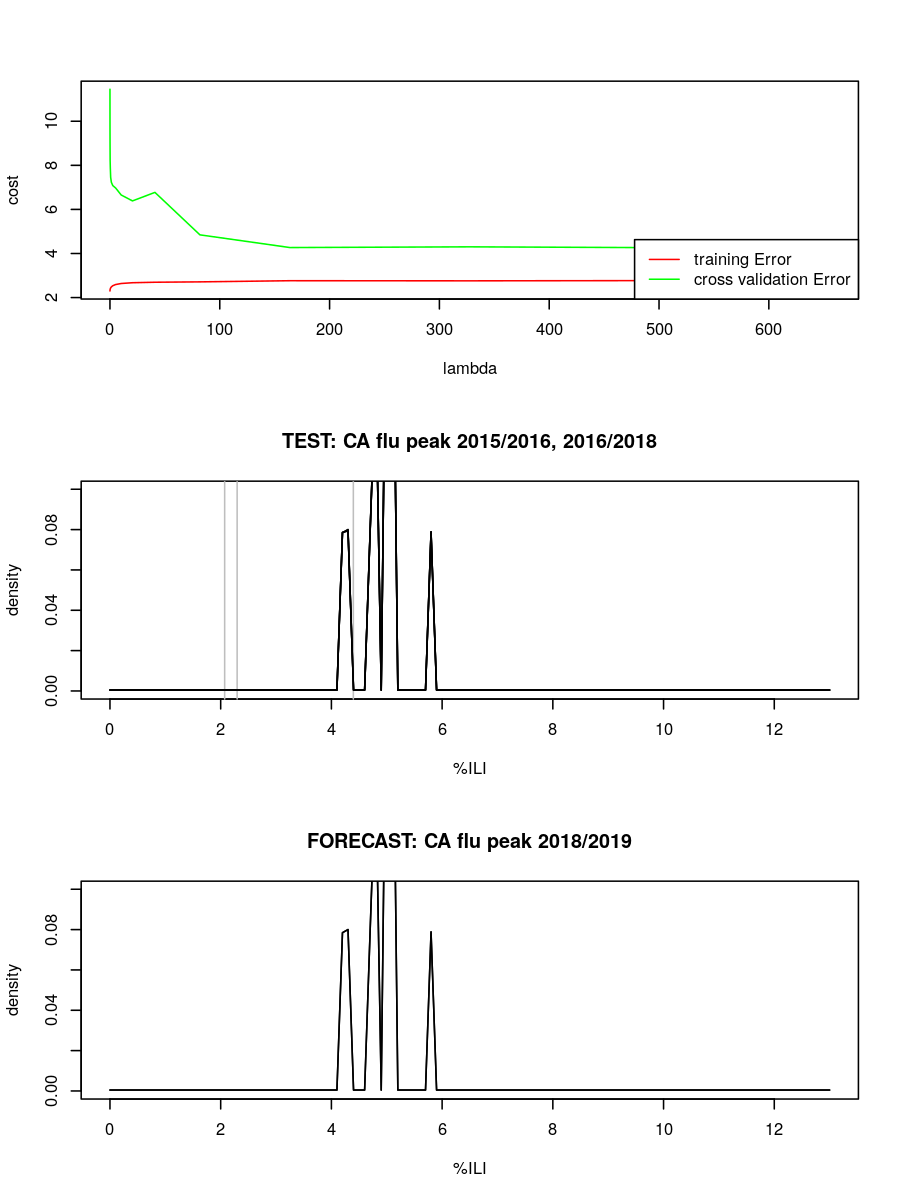 10
8
6
4
2
cost
training Error
cross validation Error
0 100 200 300 400 500 600
lambda
TEST: CA flu peak 2015/2016, 2016/2018
0.08
0.04
0.00
density
0 2 4 6 8 10 12
%ILI
FORECAST: CA flu peak 2018/2019
0.08
0.04
0.00
density
0 2 4 6 8 10 12
%ILI